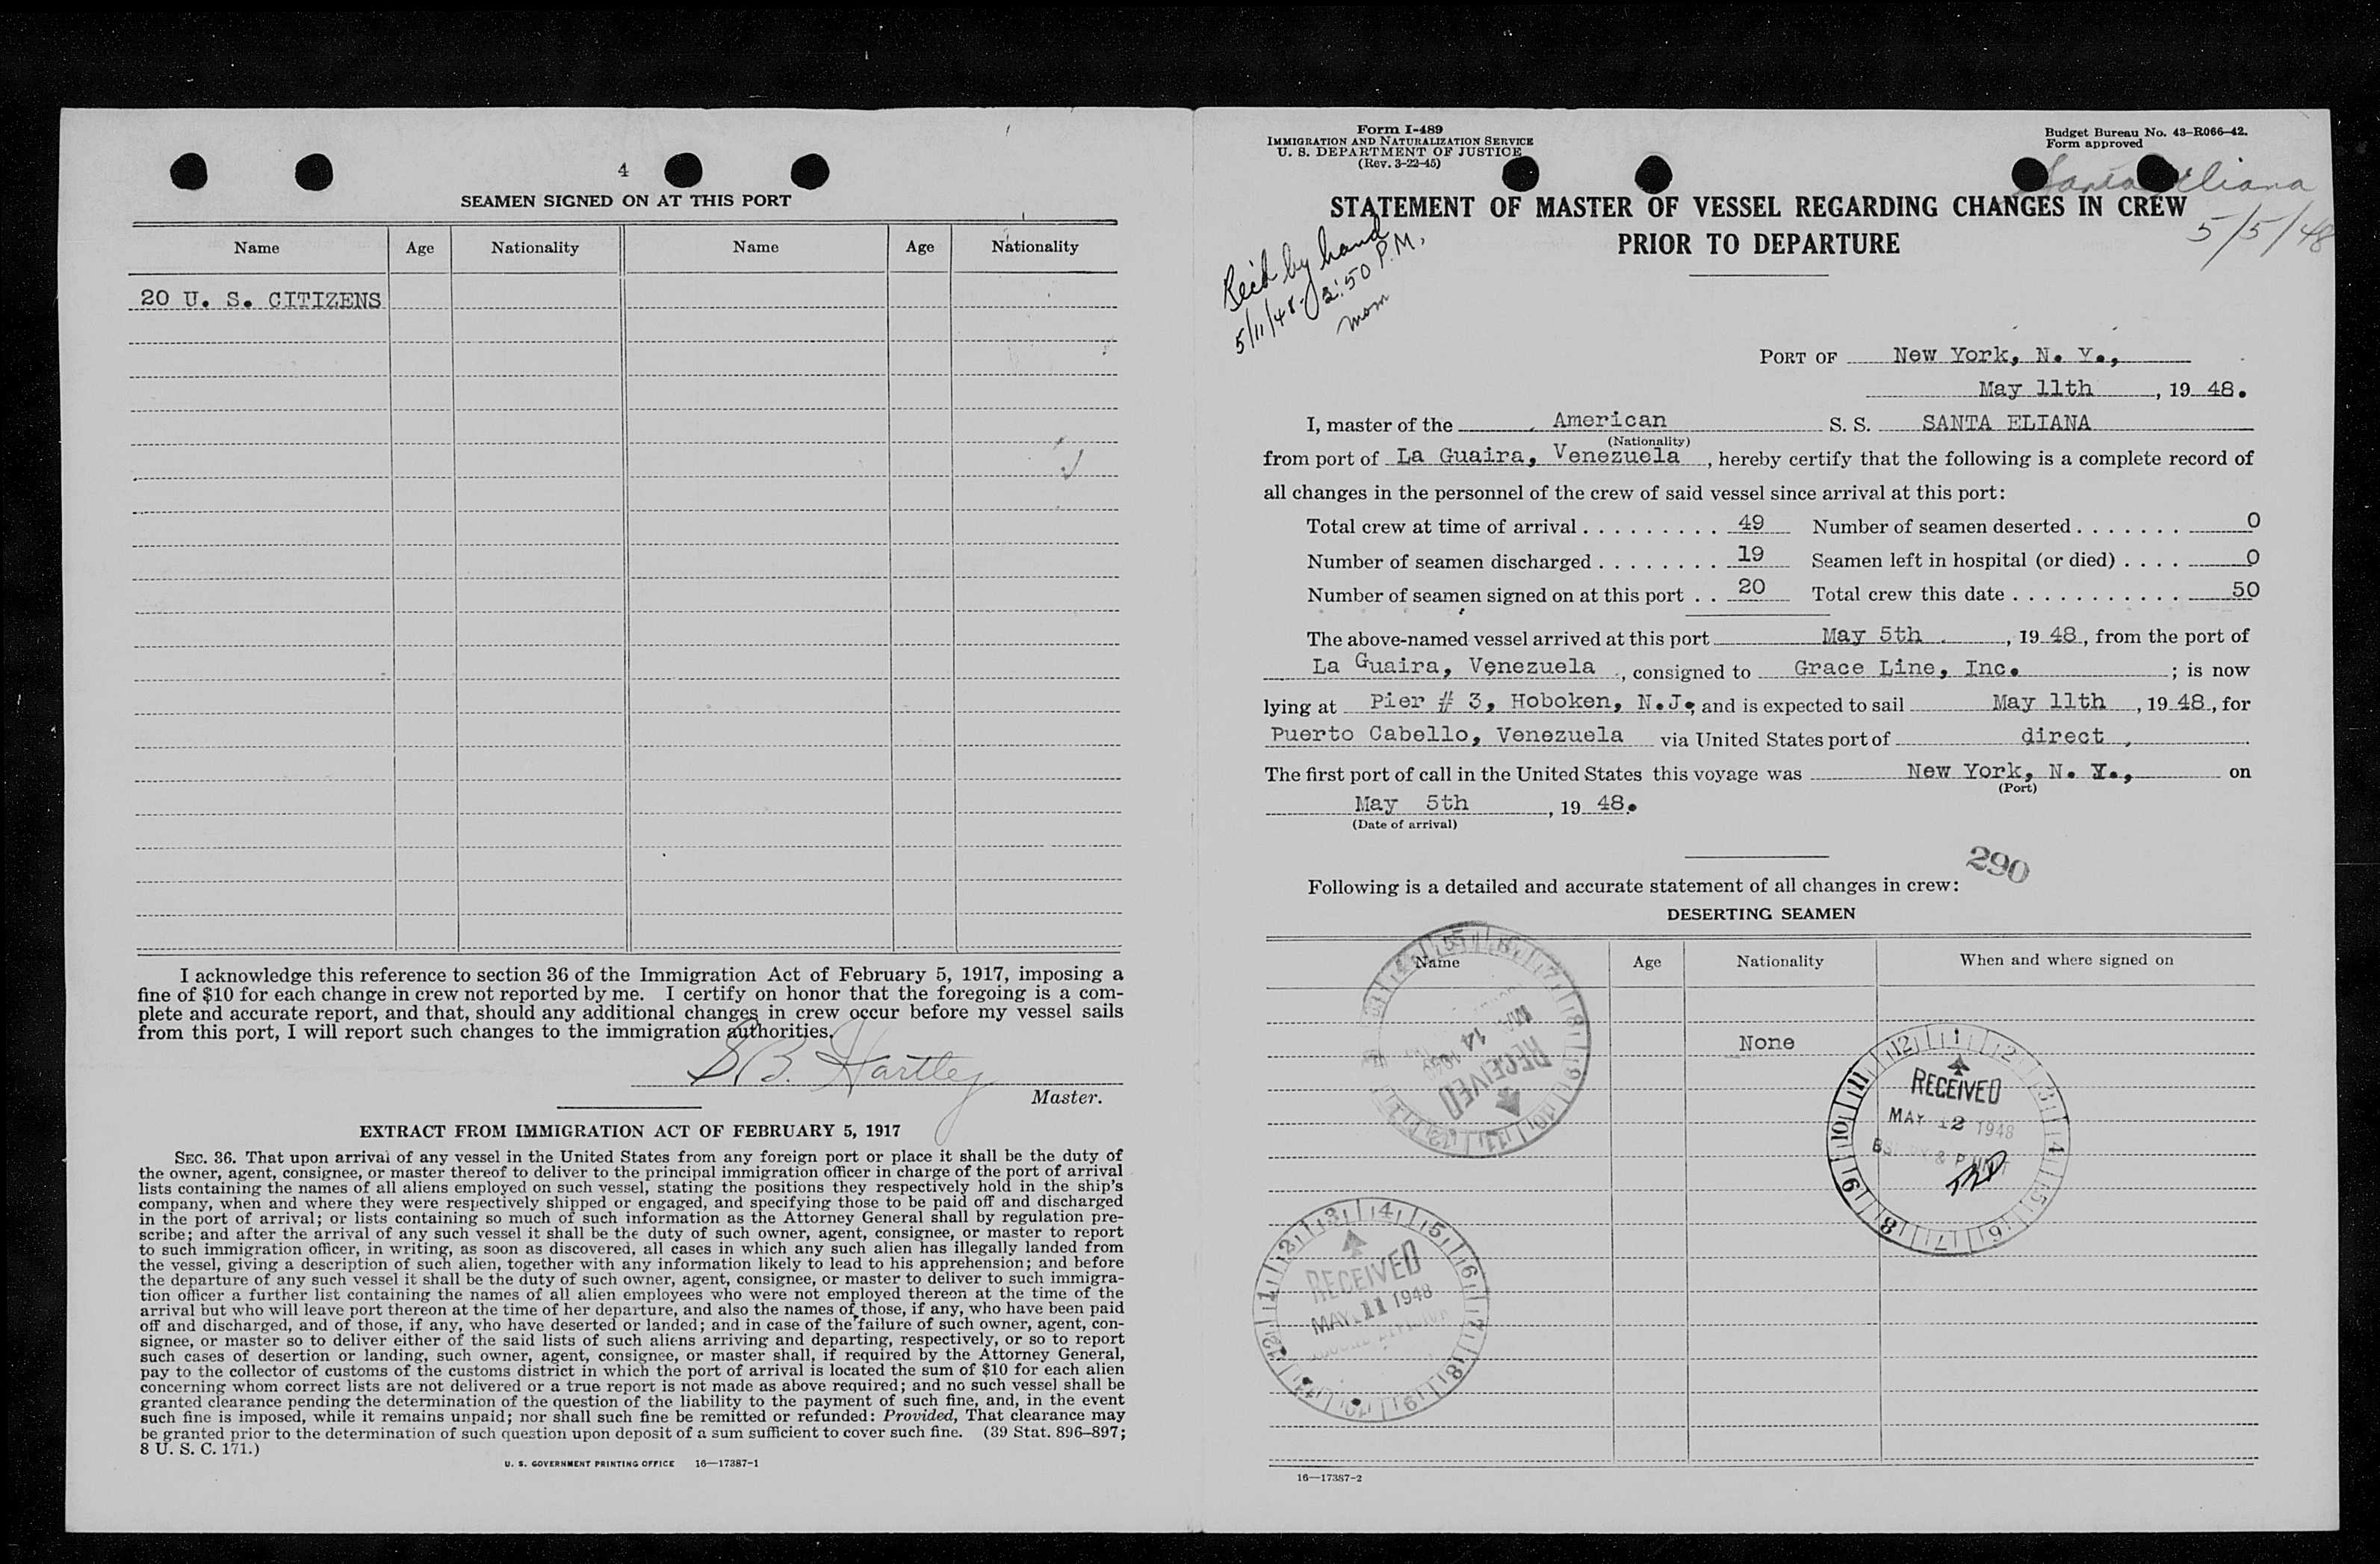 4
SEAMEN SIGNED ON AT THIS PORT
Name Age Nationality Name Age Nationality
20 U. S. CITIZENS
I acknowledge this reference to section 36 of the Immigration Act of February 5, 1917, imposing a
fine of $10 for each change in crew not reported by me. I certify on honor that the foregoing is a com-
plete and accurate report, and that, should any additional changes in crew occur before my vessel sails
from this port, I will report such changes to the immigration authorities.
S B. Hartley
Master.
EXTRACT FROM IMMIGRATION ACT OF FEBRUARY 5, 1917
SEC. 36. That upon arrival of any vessel in the United States from any foreign port or place it shall be the duty of
the owner, agent, consignee, or master thereof to deliver to the principal immigration officer in charge of the port of arrival
lists containing the names of all aliens employed on such vessel, stating the positions they respectively hold in the ship's
company, when and where they were respectively shipped or engaged, and specifying those to be paid off and discharged
in the port of arrival; or lists containing so much of such information as the Attorney General shall by regulation pre-
scribe; and after the arrival of any such vessel it shall be the duty of such owner, agent, consignee, or master to report
to such immigration officer, in writing, as soon as discovered, all cases in which any such alien has illegally landed from
the vessel, giving a description of such alien, together with any information likely to lead to his apprehension; and before
the departure of any such vessel it shall be the duty of such owner, agent, consignee, or master to deliver to such immigra-
tion officer a further list containing the names of all alien employees who were not employed thereon at the time of the
arrival but who will leave port thereon at the time of her departure, and also the names of those, if any, who have been paid
off and discharged, and of those, if any, who have deserted or landed; and in case of the failure of such owner, agent, con-
signee, or master so to deliver either of the said lists of such aliens arriving and departing, respectively, or so to report
such cases of desertion or landing, such owner, agent, consignee, or master shall, if required by the Attorney General,
pay to the collector of customs of the customs district in which the port of arrival is located the sum of $10 for each alien
concerning whom correct lists are not delivered or a true report is not made as above required; and no such vessel shall be
granted clearance pending the determination of the question of the liability to the payment of such fine, and, in the event
such fine is imposed, while it remains unpaid; nor shall such fine be remitted or refunded: Provided, That clearance may
be granted prior to the determination of such question upon deposit of a sum sufficient to cover such fine. (39 Stat. 896–897;
8 U. S. C. 171.)
U. S. GOVERNMENT PRINTING OFFICE 16—17387-1
Form I-489
IMMIGRATION AND NATURALIZATION SERVICE
U. S. DEPARTMENT OF JUSTICE
(Rev. 3-22-45)
Budget Bureau No. 43-R066-42.
Form approved
Santa Eliana
5/5/48
STATEMENT OF MASTER OF VESSEL REGARDING CHANGES IN CREW
PRIOR TO DEPARTURE
Rec'd by hand
5/11/48- 2:50 P.M.
mom
PORT OF New York, N. Y.,
May 11th, 19 48.
I, master of the American S. S. SANTA ELIANA
(Nationality)
from port of La Guaira, Venezuela, hereby certify that the following is a complete record of
all changes in the personnel of the crew of said vessel since arrival at this port:
Total crew at time of arrival . . . . . . . . . 49 Number of seamen deserted . . . . . . . 0
Number of seamen discharged . . . . . . . . 19 Seamen left in hospital (or died) . . . . 0
Number of seamen signed on at this port . . 20 Total crew this date . . . . . . . . . . . 50
The above-named vessel arrived at this port May 5th, 19 48, from the port of
La Guaira, Venezuela, consigned to Grace Line, Inc. ; is now
lying at Pier # 3, Hoboken, N.J. and is expected to sail May 11th, 19 48, for
Puerto Cabello, Venezuela via United States port of direct.
The first port of call in the United States this voyage was New York, N. Y., on
(Port)
May 5th, 19 48.
(Date of arrival)
290
Following is a detailed and accurate statement of all changes in crew:
DESERTING SEAMEN
Name Age Nationality When and where signed on
None
RECEIVED
MAY 14
RECEIVED
MAY 12 1948
RECEIVED
MAY 11 1948
16—17387-2